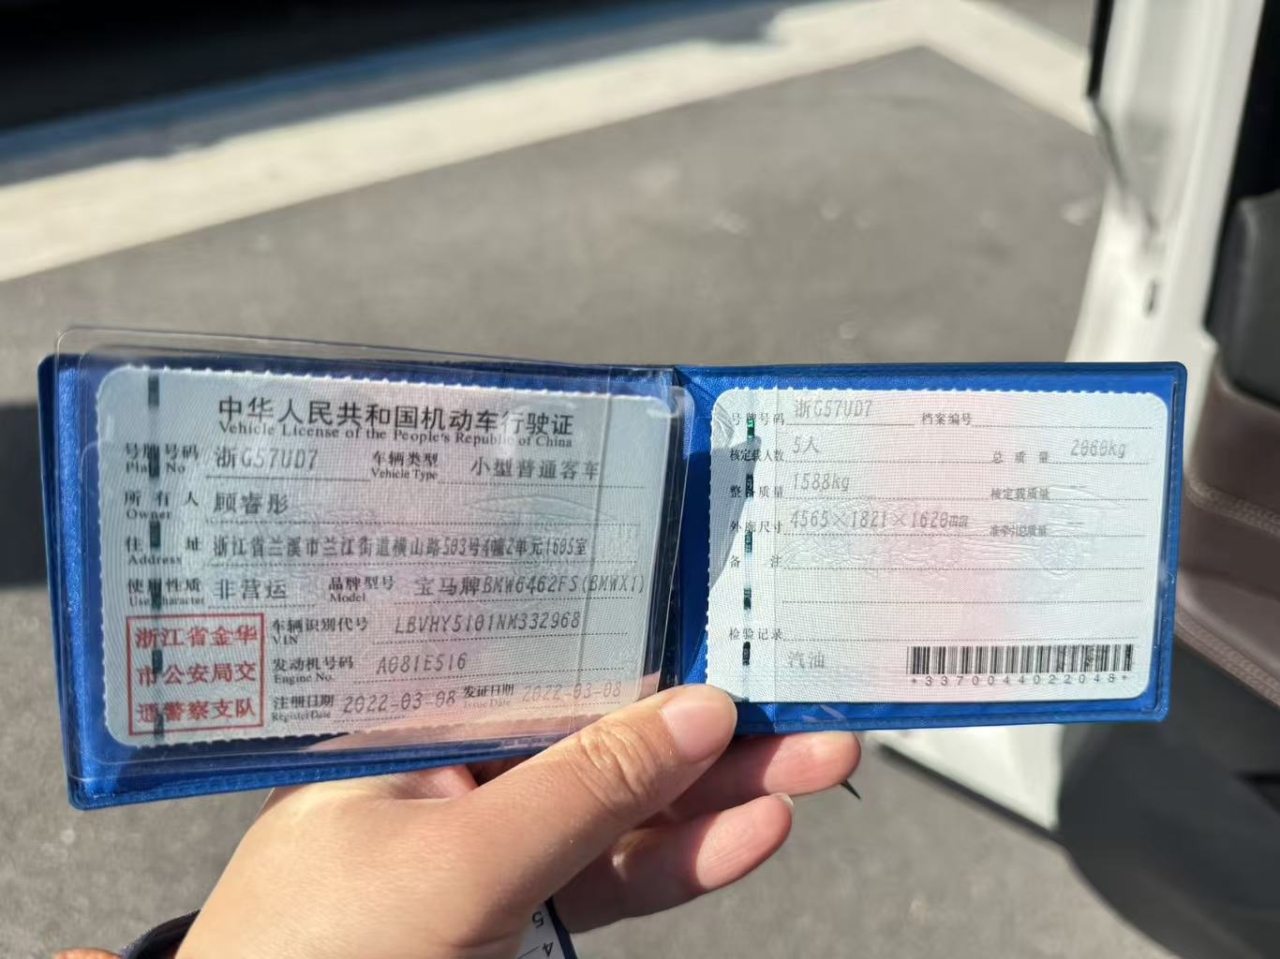 中华人民共和国机动车行驶证
Vehicle License of the People's Republic of China
号牌号码 浙G57UD7 车辆类型 小型普通客车
Plate No. Vehicle Type
所有人 顾睿彤
Owner
住址 浙江省兰溪市兰江街道横山路503号4幢2单元1605室
Address
使用性质 非营运 品牌型号 宝马牌BMW6462FS(BMWX1)
Use Character Model
浙江省金华
市公安局交
通警察支队
车辆识别代号 LBVHY5101NM332968
VIN
发动机号码 A081E516
Engine No.
注册日期 2022-03-08 发证日期 2022-03-08
Register Date Issue Date
号牌号码 浙G57UD7 档案编号
核定载人数 5人 总质量 2060kg
整备质量 1588kg 核定载质量 --
外廓尺寸 4565×1821×1620mm 准牵引总质量 --
备注
检验记录
汽油
*3370044022048*
5
4